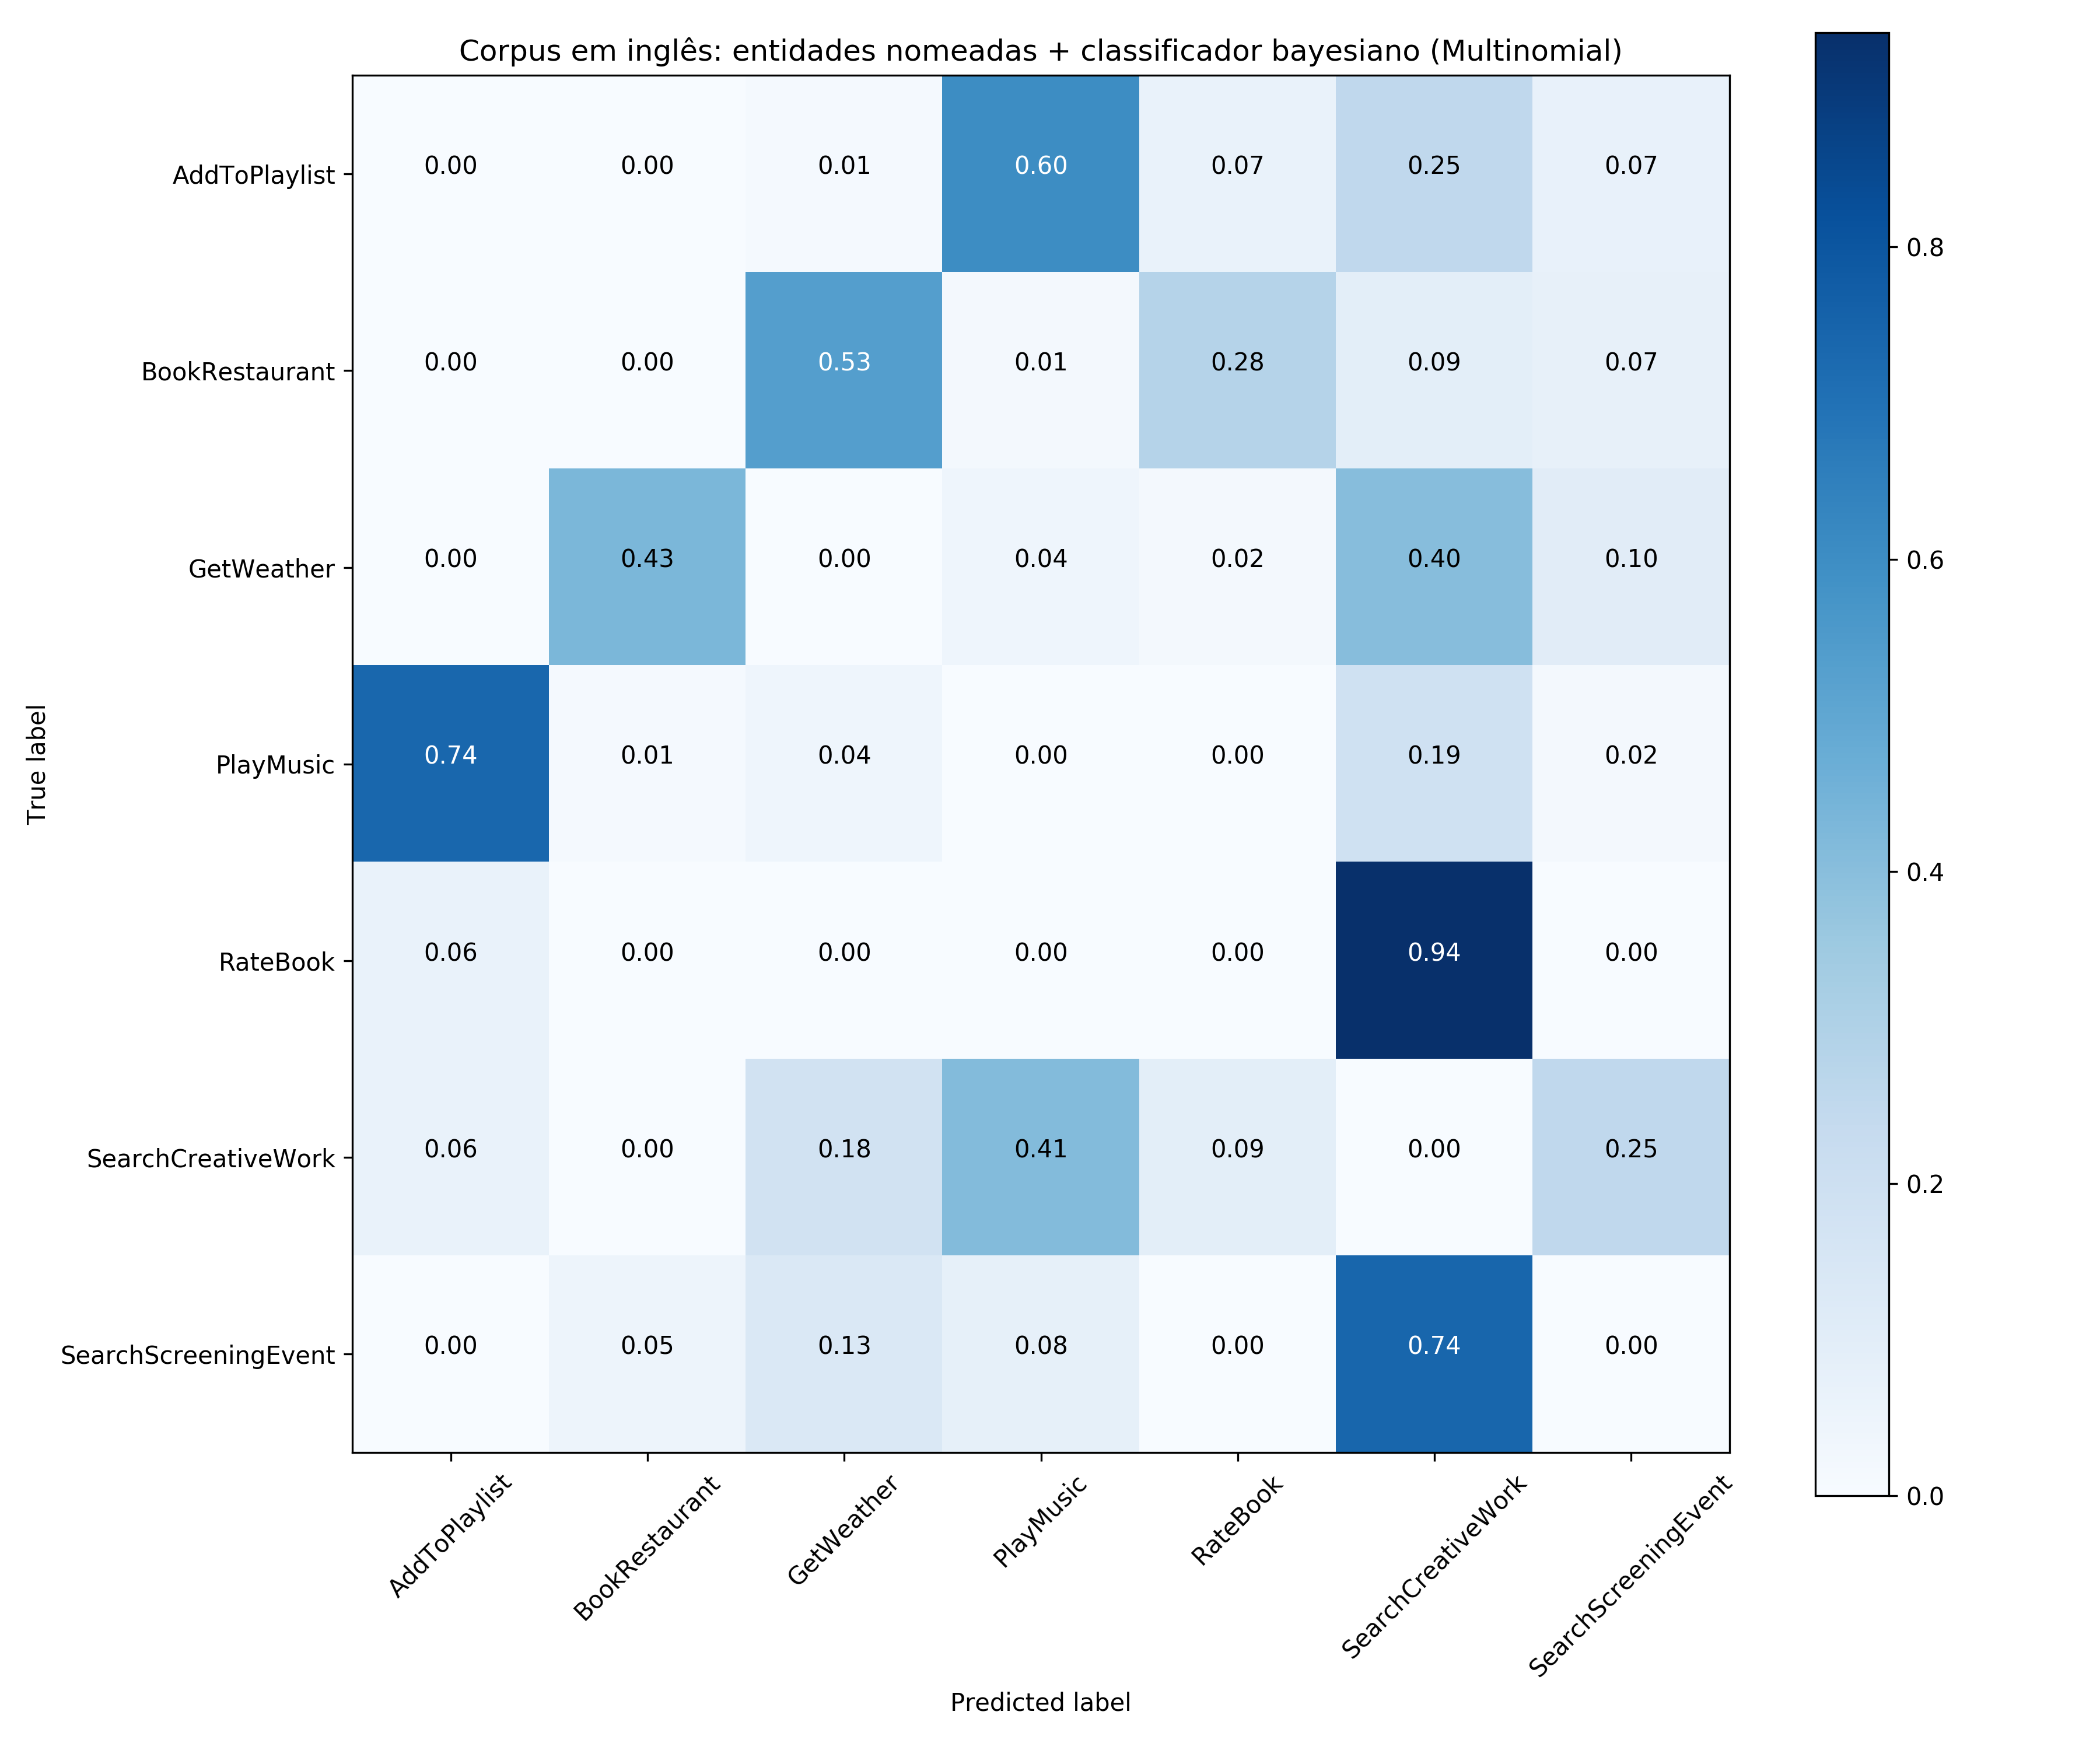 Corpus em inglês: entidades nomeadas + classificador bayesiano (Multinomial)
AddToPlaylist 0.00 0.00 0.01 0.60 0.07 0.25 0.07
BookRestaurant 0.00 0.00 0.53 0.01 0.28 0.09 0.07
GetWeather 0.00 0.43 0.00 0.04 0.02 0.40 0.10
PlayMusic 0.74 0.01 0.04 0.00 0.00 0.19 0.02
RateBook 0.06 0.00 0.00 0.00 0.00 0.94 0.00
SearchCreativeWork 0.06 0.00 0.18 0.41 0.09 0.00 0.25
SearchScreeningEvent 0.00 0.05 0.13 0.08 0.00 0.74 0.00
True label
AddToPlaylist BookRestaurant GetWeather PlayMusic RateBook SearchCreativeWork SearchScreeningEvent
Predicted label
0.8
0.6
0.4
0.2
0.0